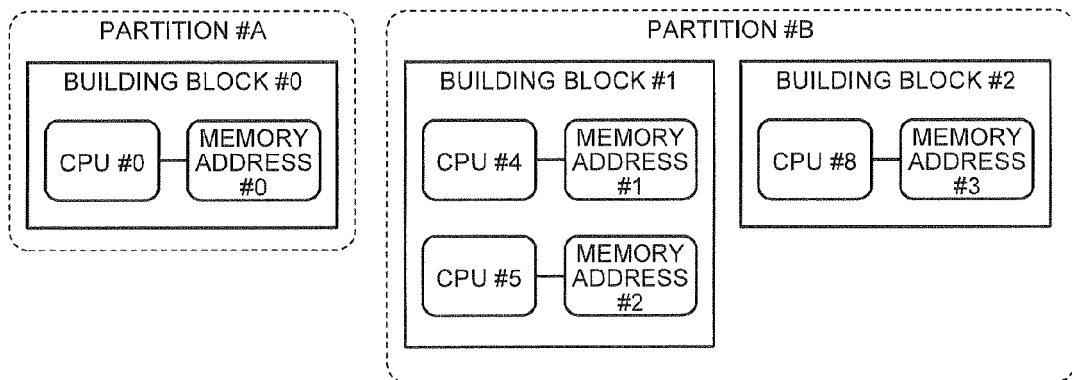 PARTITION #A
BUILDING BLOCK #0
CPU #0
MEMORY
ADDRESS
#0
PARTITION #B
BUILDING BLOCK #1
CPU #4
MEMORY
ADDRESS
#1
CPU #5
MEMORY
ADDRESS
#2
BUILDING BLOCK #2
CPU #8
MEMORY
ADDRESS
#3